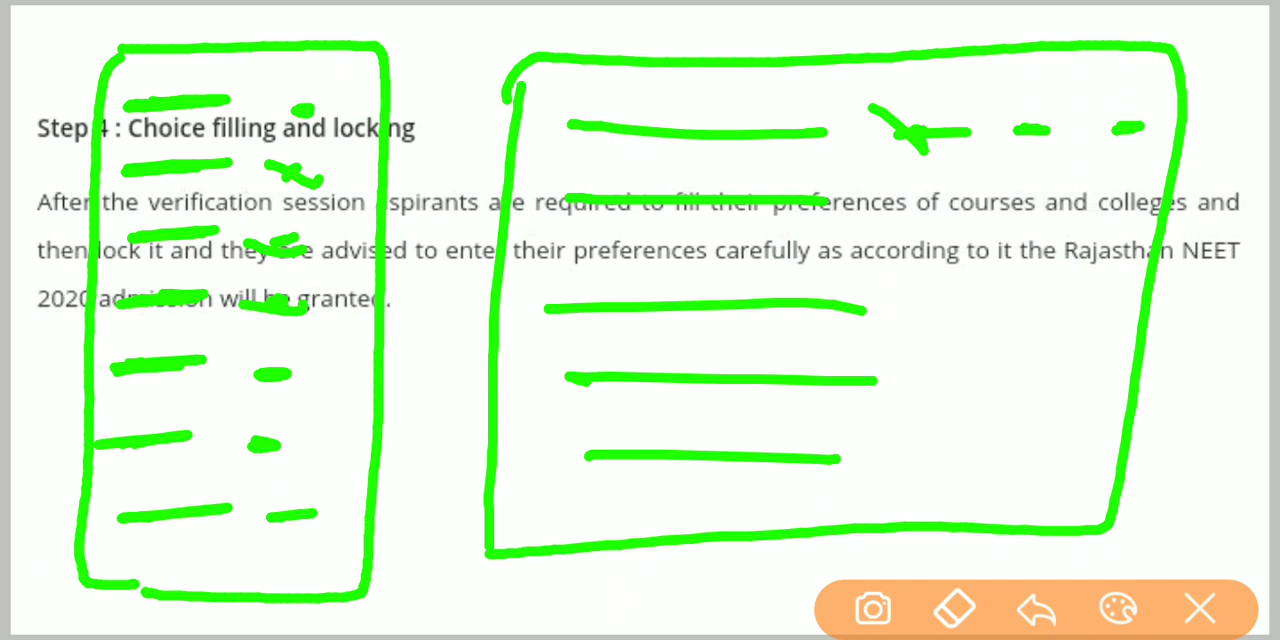 Step 4 : Choice filling and locking
After the verification session aspirants are required to fill their preferences of courses and colleges and
then lock it and they are advised to enter their preferences carefully as according to it the Rajasthan NEET
2020 admission will be granted.